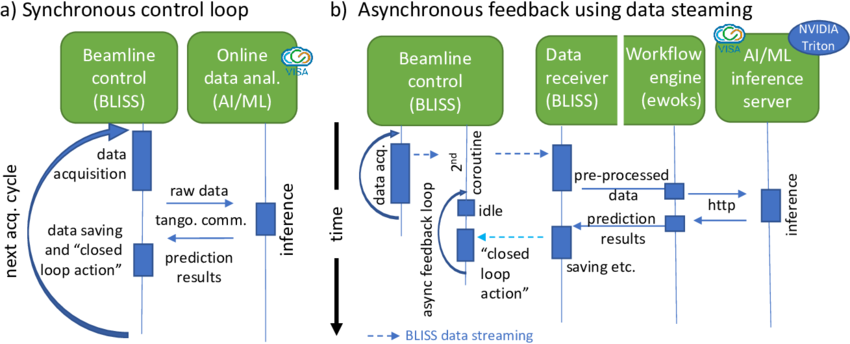 a) Synchronous control loop
Beamline
control
(BLISS)
Online
data anal.
(AI/ML)
VISA
next acq. cycle
data
acquisition
raw data
tango. comm.
inference
data saving
and “closed
loop action”
prediction
results
time
b) Asynchronous feedback using data streaming
Beamline
control
(BLISS)
Data
receiver
(BLISS)
Workflow
engine
(ewoks)
AI/ML
inference
server
VISA
NVIDIA
Triton
data acq.
2nd
coroutine
async feedback loop
idle
“closed
loop
action”
pre-processed
data
http
prediction
results
saving etc.
inference
BLISS data streaming